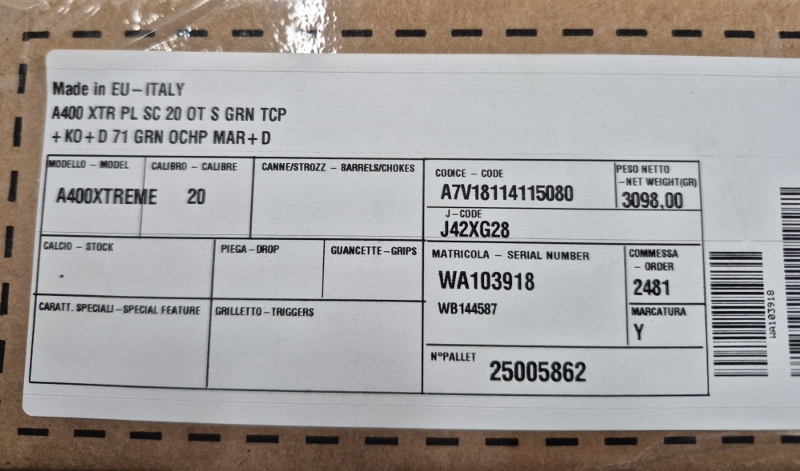 Made in EU-ITALY
A400 XTR PL SC 20 OT S GRN TCP
+KO+D 71 GRN OCHP MAR+D
MODELLO - MODEL
A400XTREME
CALIBRO - CALIBRE
20
CANNE/STROZZ - BARRELS/CHOKES
CODICE - CODE
A7V18114115080
PESO NETTO
-NET WEIGHT(GR)
3098,00
J-CODE
J42XG28
CALCIO - STOCK
PIEGA-DROP
GUANCETTE-GRIPS
MATRICOLA - SERIAL NUMBER
WA103918
WB144587
COMMESSA
- ORDER
2481
MARCATURA
Y
CARATT. SPECIALI-SPECIAL FEATURE
GRILLETTO-TRIGGERS
N°PALLET
25005862
WA103918